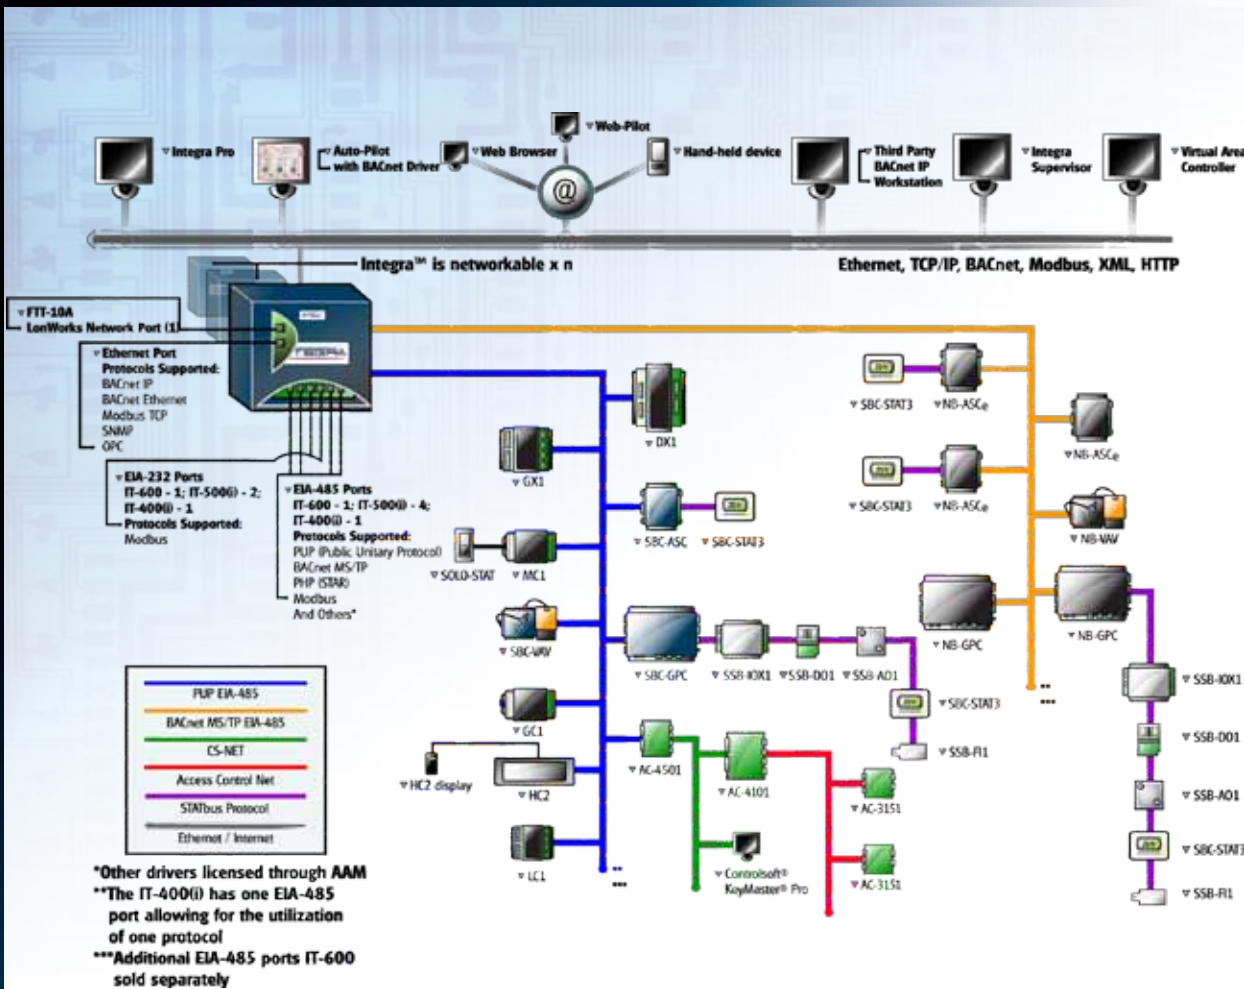 Integra Pro
Auto-Pilot
with BACnet Driver
Web Browser
Web-Pilot
Hand-held device
Third Party
BACnet IP
Workstation
Integra
Supervisor
Virtual Area
Controller
Integra™ is networkable x n
Ethernet, TCP/IP, BACnet, Modbus, XML, HTTP
FTT-10A
LonWorks Network Port (1)
INTEGRA
Ethernet Port
Protocols Supported:
BACnet IP
BACnet Ethernet
Modbus TCP
SNMP
OPC
EIA-232 Ports
IT-600 - 1; IT-500(i) - 2;
IT-400(i) - 1
Protocols Supported:
Modbus
EIA-485 Ports
IT-600 - 1; IT-500(i) - 4;
IT-400(i) - 1
Protocols Supported:
PUP (Public Unitary Protocol)
BACnet MS/TP
PHP (STAR)
Modbus
And Others*
DX1
GX1
SBC-ASC
SBC-STAT3
SOLO-STAT
MC1
SBC-VAV
SBC-GPC
SSB-IOX1
SSB-DO1
SSB-AO1
SBC-STAT3
SSB-FI1
GC1
HC2 display
HC2
LC1
**
***
AC-4501
AC-4101
AC-3151
AC-3151
Controlsoft®
KeyMaster® Pro
SBC-STAT3
NB-ASCe
NB-ASCe
SBC-STAT3
NB-ASCe
NB-VAV
NB-GPC
NB-GPC
**
***
SSB-IOX1
SSB-DO1
SSB-AO1
SBC-STAT3
SSB-FI1
PUP EIA-485
BACnet MS/TP EIA-485
CS-NET
Access Control Net
STATbus Protocol
Ethernet / Internet
*Other drivers licensed through AAM
**The IT-400(i) has one EIA-485
port allowing for the utilization
of one protocol
***Additional EIA-485 ports IT-600
sold separately